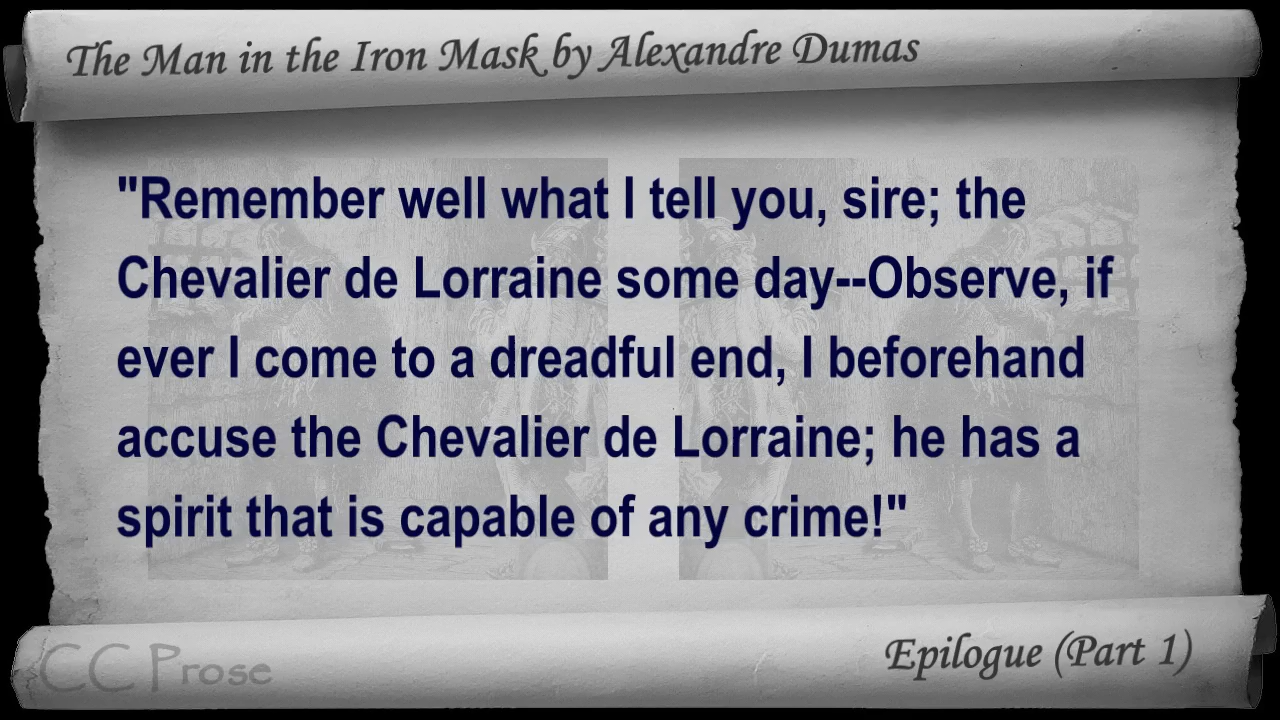 The Man in the Iron Mask by Alexandre Dumas
"Remember well what I tell you, sire; the
Chevalier de Lorraine some day--Observe, if
ever I come to a dreadful end, I beforehand
accuse the Chevalier de Lorraine; he has a
spirit that is capable of any crime!"
CC Prose
Epilogue (Part 1)